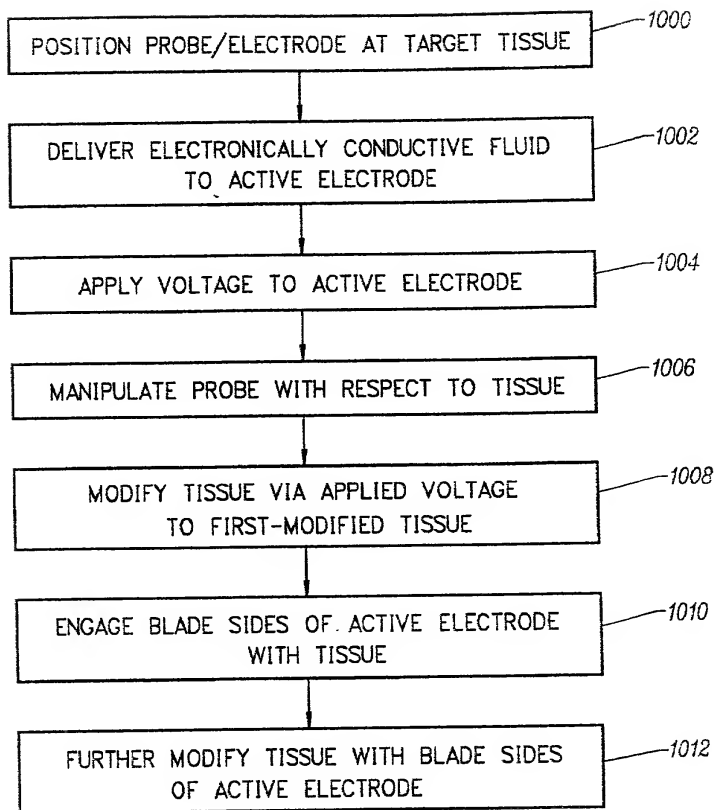 POSITION PROBE/ELECTRODE AT TARGET TISSUE
1000
DELIVER ELECTRONICALLY CONDUCTIVE FLUID
TO ACTIVE ELECTRODE
1002
APPLY VOLTAGE TO ACTIVE ELECTRODE
1004
MANIPULATE PROBE WITH RESPECT TO TISSUE
1006
MODIFY TISSUE VIA APPLIED VOLTAGE
TO FIRST-MODIFIED TISSUE
1008
ENGAGE BLADE SIDES OF ACTIVE ELECTRODE
WITH TISSUE
1010
FURTHER MODIFY TISSUE WITH BLADE SIDES
OF ACTIVE ELECTRODE
1012